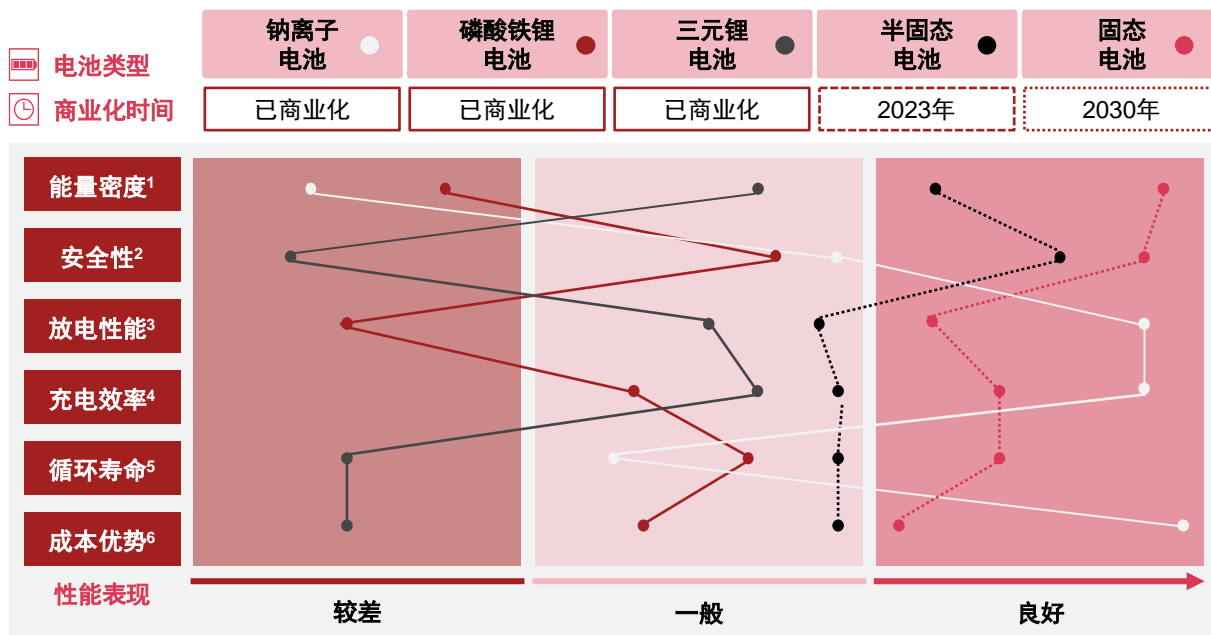 钠离子
电池
磷酸铁锂
电池
三元锂
电池
半固态
电池
固态
电池
电池类型
商业化时间
已商业化
已商业化
已商业化
2023年
2030年
能量密度1
安全性2
放电性能3
充电效率4
循环寿命5
成本优势6
性能表现
较差
一般
良好